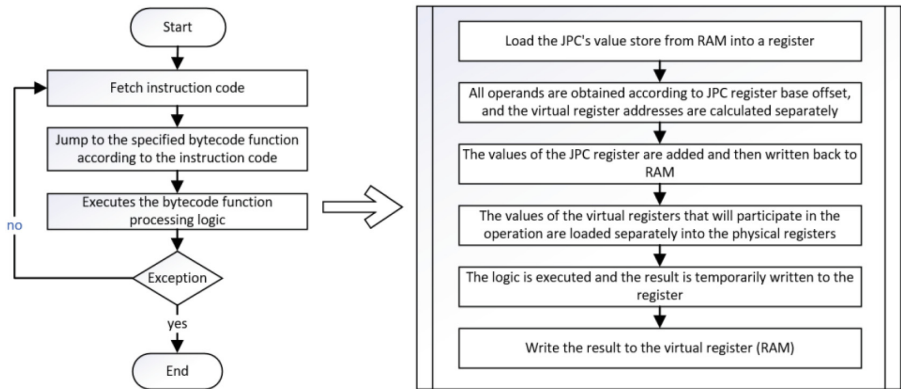 Start
Fetch instruction code
Jump to the specified bytecode function
according to the instruction code
Executes the bytecode function
processing logic
no
Exception
yes
End
Load the JPC's value store from RAM into a register
All operands are obtained according to JPC register base offset,
and the virtual register addresses are calculated separately
The values of the JPC register are added and then written back to
RAM
The values of the virtual registers that will participate in the
operation are loaded separately into the physical registers
The logic is executed and the result is temporarily written to the
register
Write the result to the virtual register (RAM)